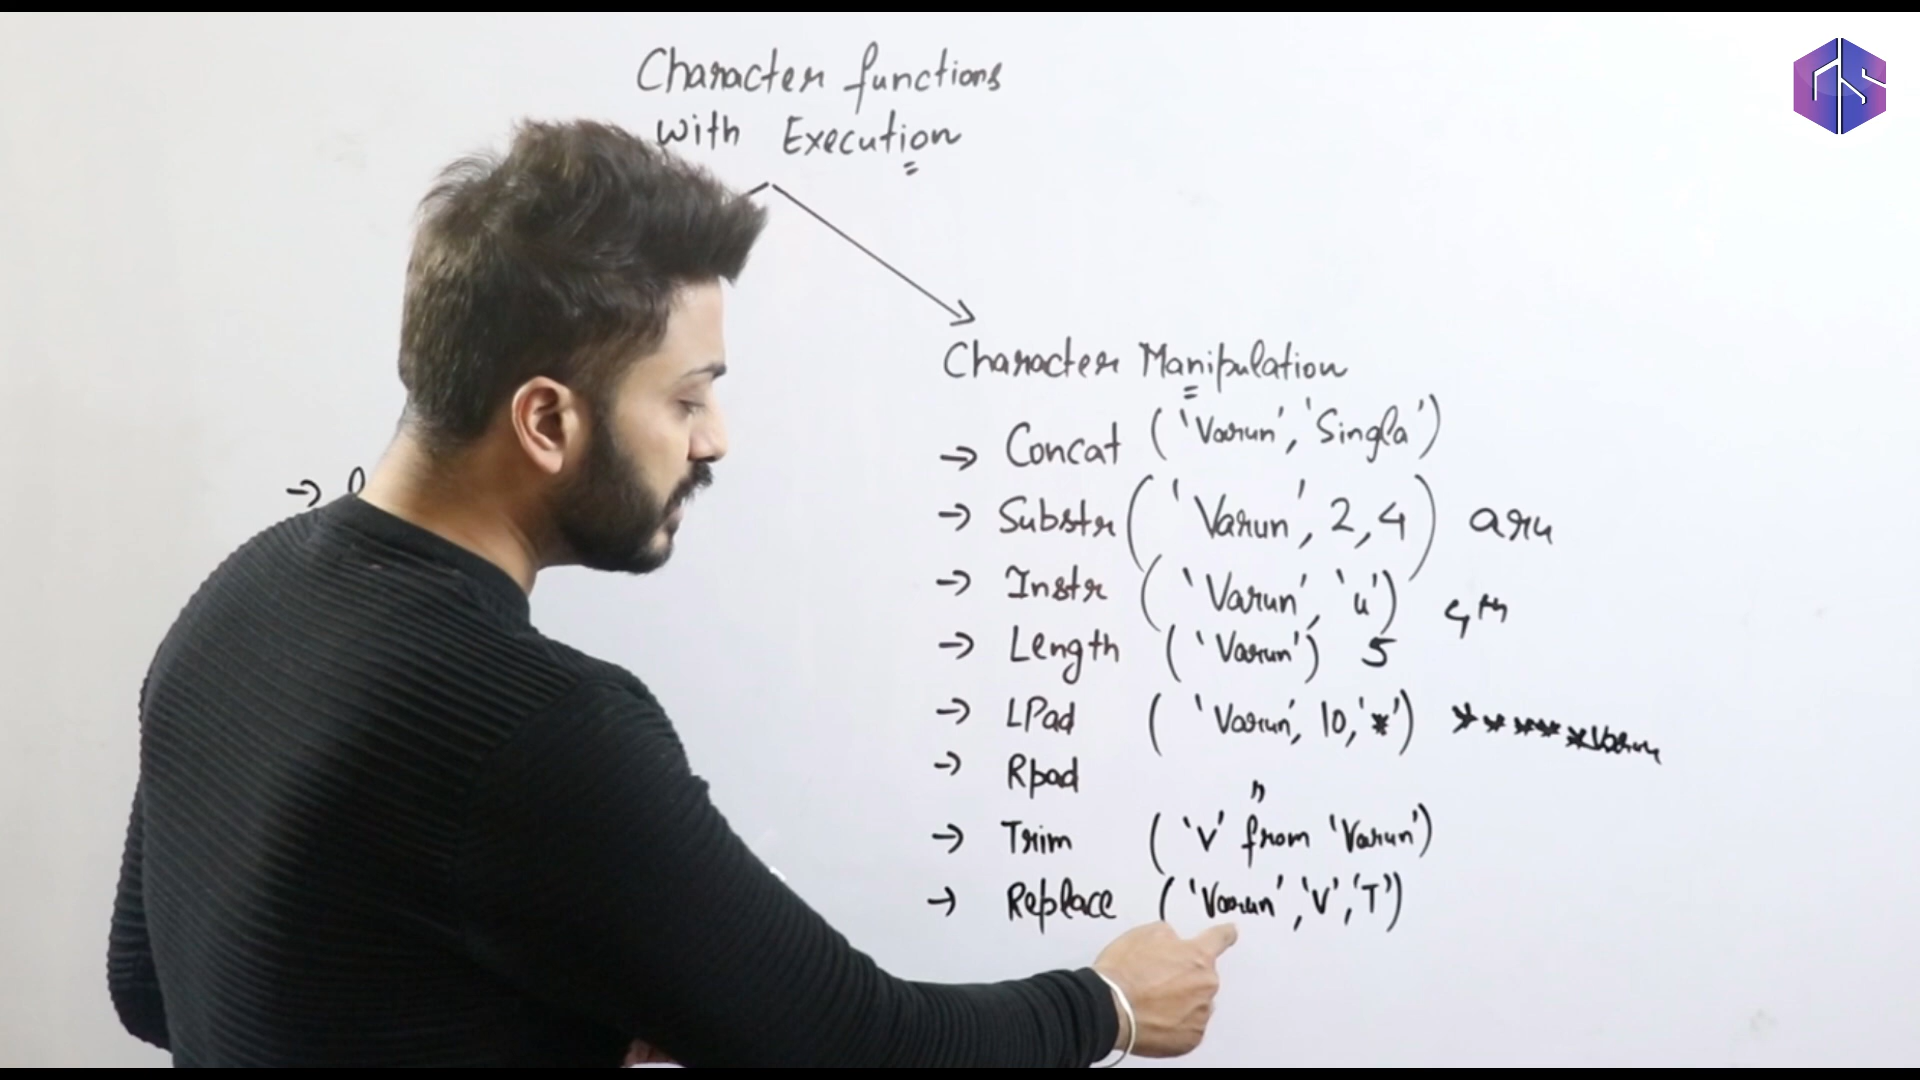 Character functions
with Execution
Character Manipulation
→ Concat ('Varun', 'Singla')
→ Substr ('Varun', 2,4) aru
→ Instr ('Varun', 'u') 4th
→ Length ('Varun') 5
→ LPad ('Varun', 10,'*') *****Varun
→ Rpad
→ Trim ('V' from 'Varun')
→ Replace ('Varun','V','T')